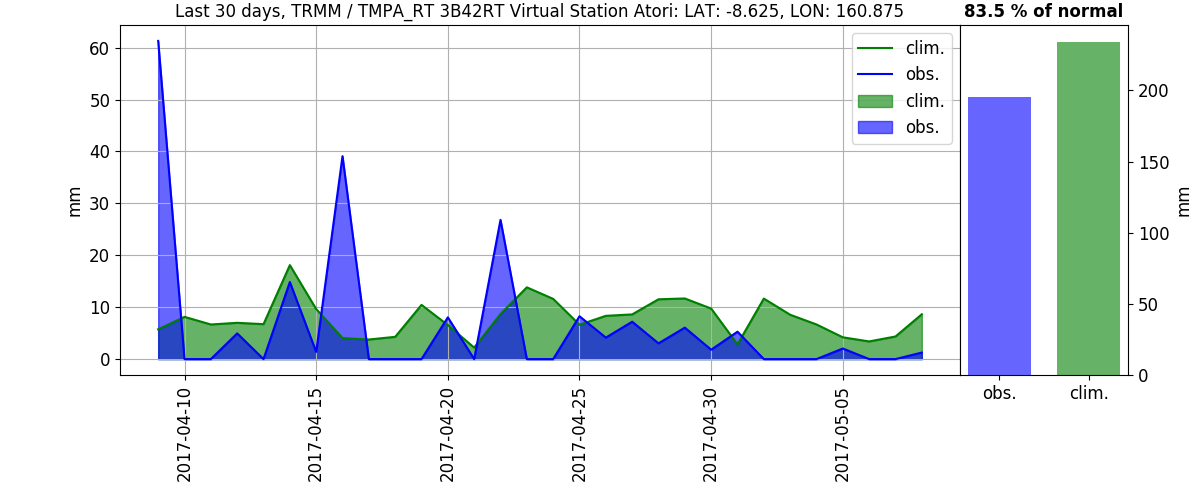 Last 30 days, TRMM / TMPA_RT 3B42RT Virtual Station Atori: LAT: -8.625, LON: 160.875
83.5 % of normal
60
50
40
30
20
10
0
mm
clim.
obs.
clim.
obs.
2017-04-10
2017-04-15
2017-04-20
2017-04-25
2017-04-30
2017-05-05
200
150
100
50
0
mm
obs.
clim.